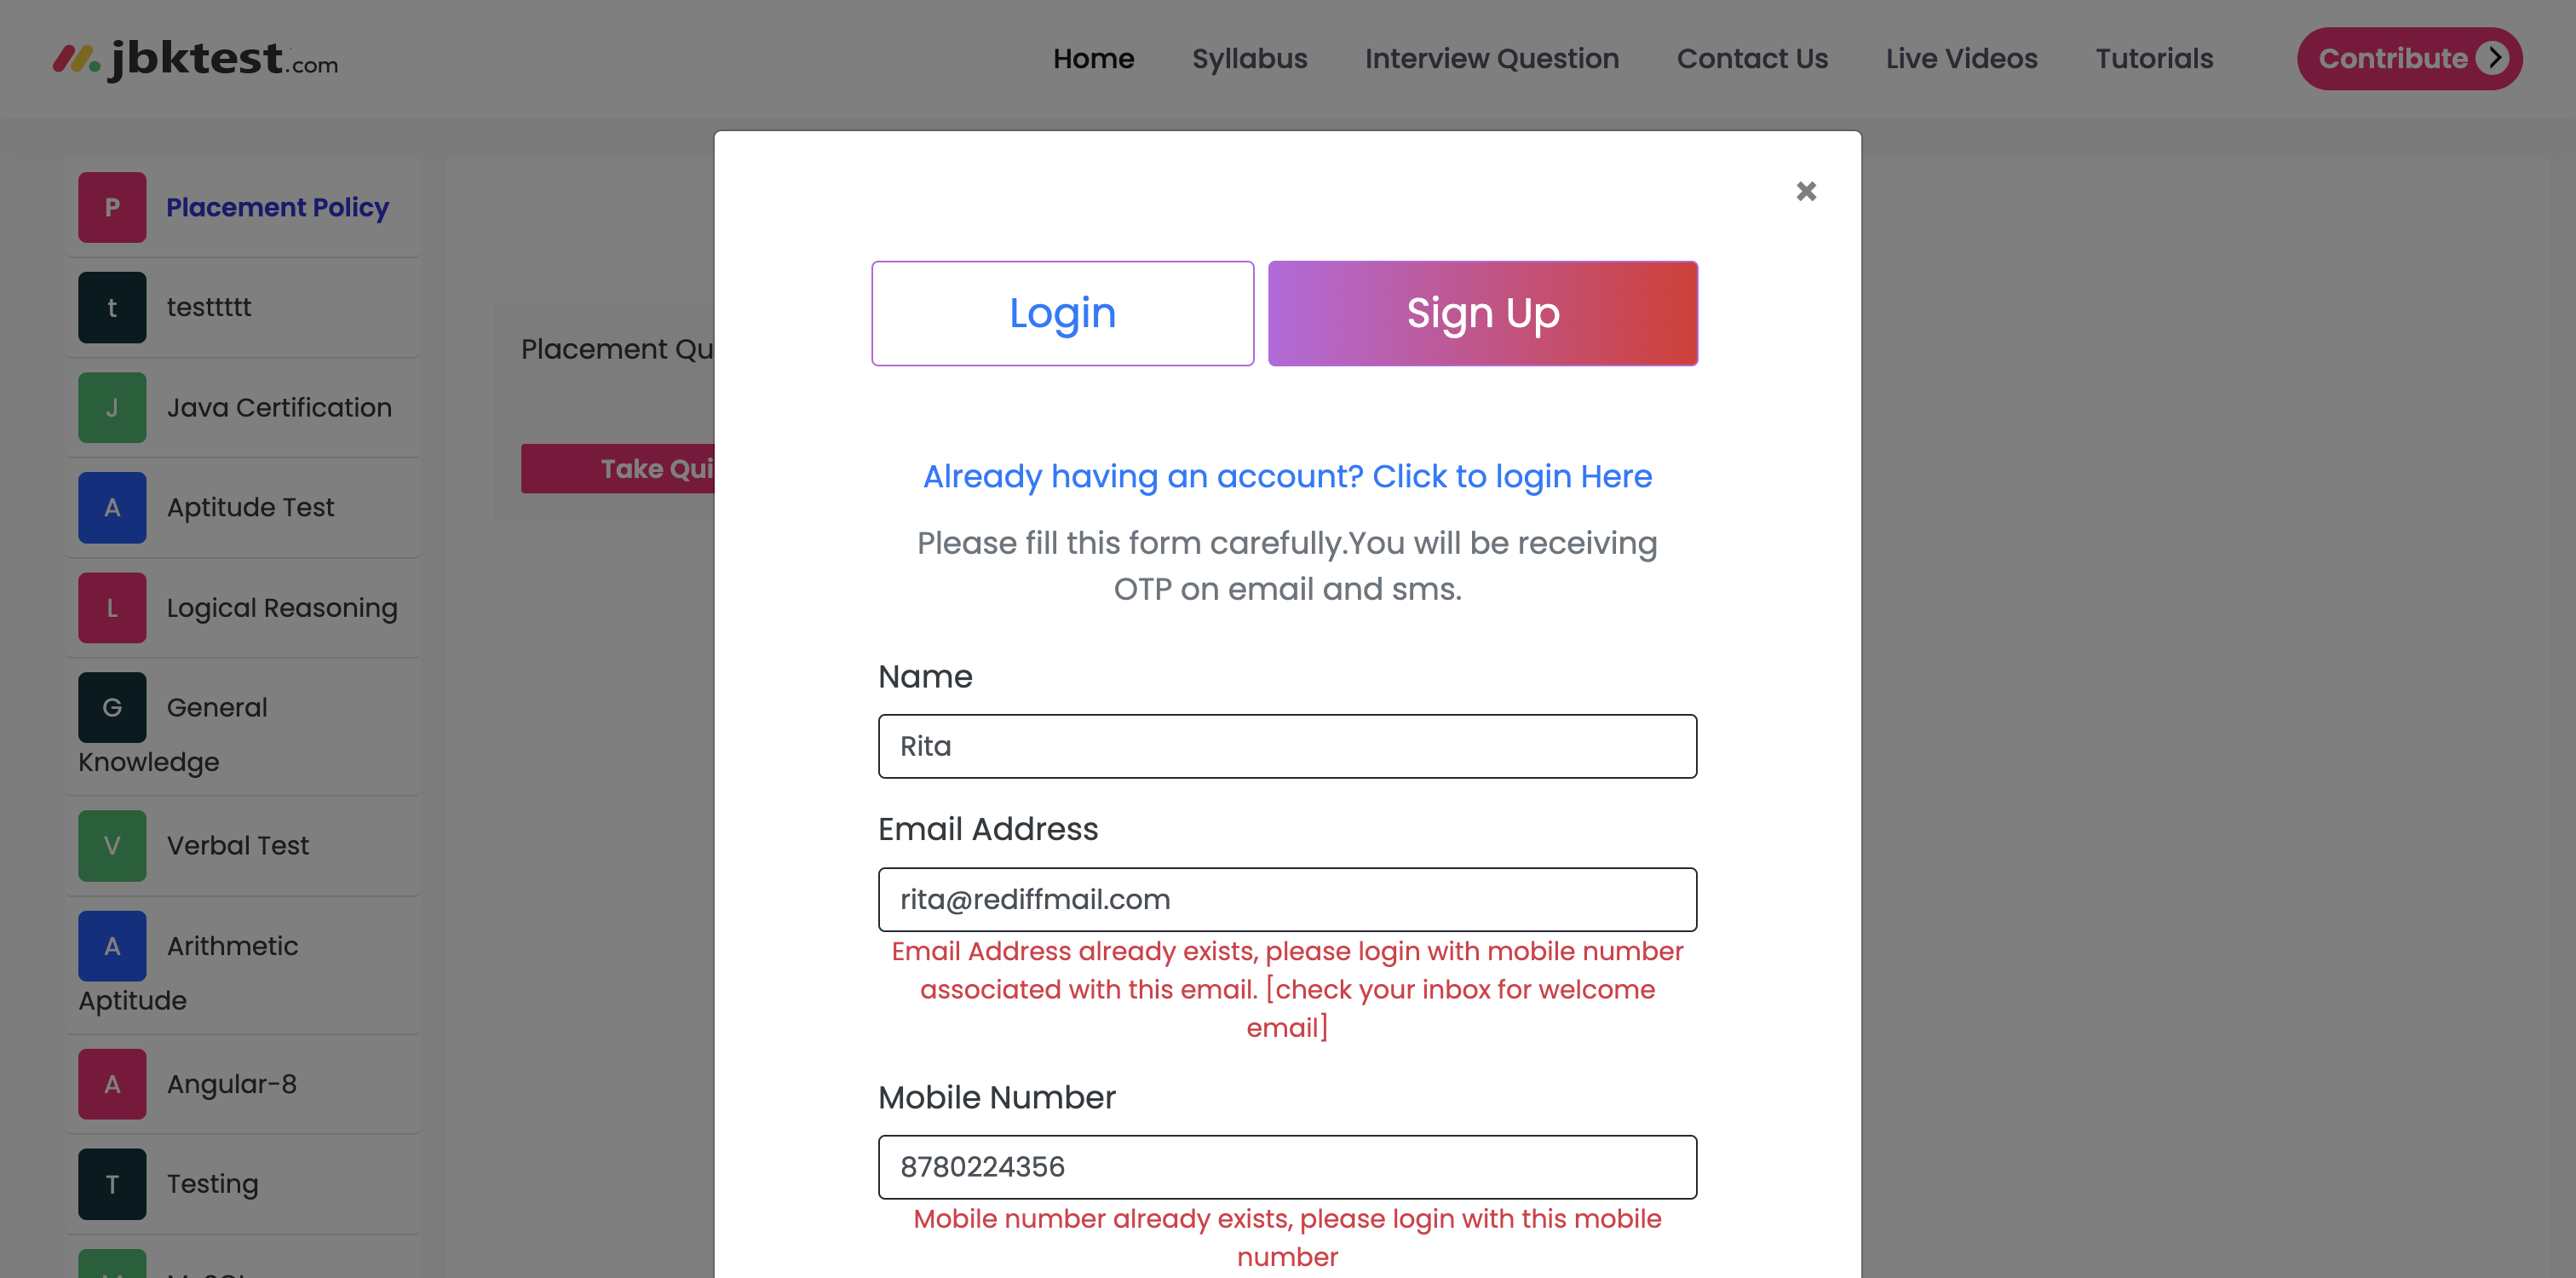 jbktest.com
Home Syllabus Interview Question Contact Us Live Videos Tutorials Contribute
P Placement Policy
t testtttt
J Java Certification
A Aptitude Test
L Logical Reasoning
G General
Knowledge
V Verbal Test
A Arithmetic
Aptitude
A Angular-8
T Testing
Placement Qu
Take Qui
×
Login Sign Up
Already having an account? Click to login Here
Please fill this form carefully.You will be receiving
OTP on email and sms.
Name
Rita
Email Address
rita@rediffmail.com
Email Address already exists, please login with mobile number
associated with this email. [check your inbox for welcome
email]
Mobile Number
8780224356
Mobile number already exists, please login with this mobile
number